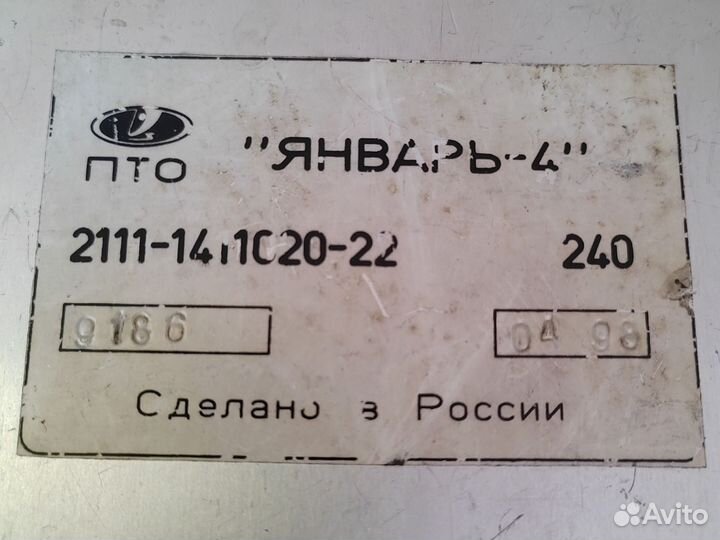 ПТО "ЯНВАРЬ-4"
2111-1411020-22 240
9186 04 98
Сделано в России
Avito